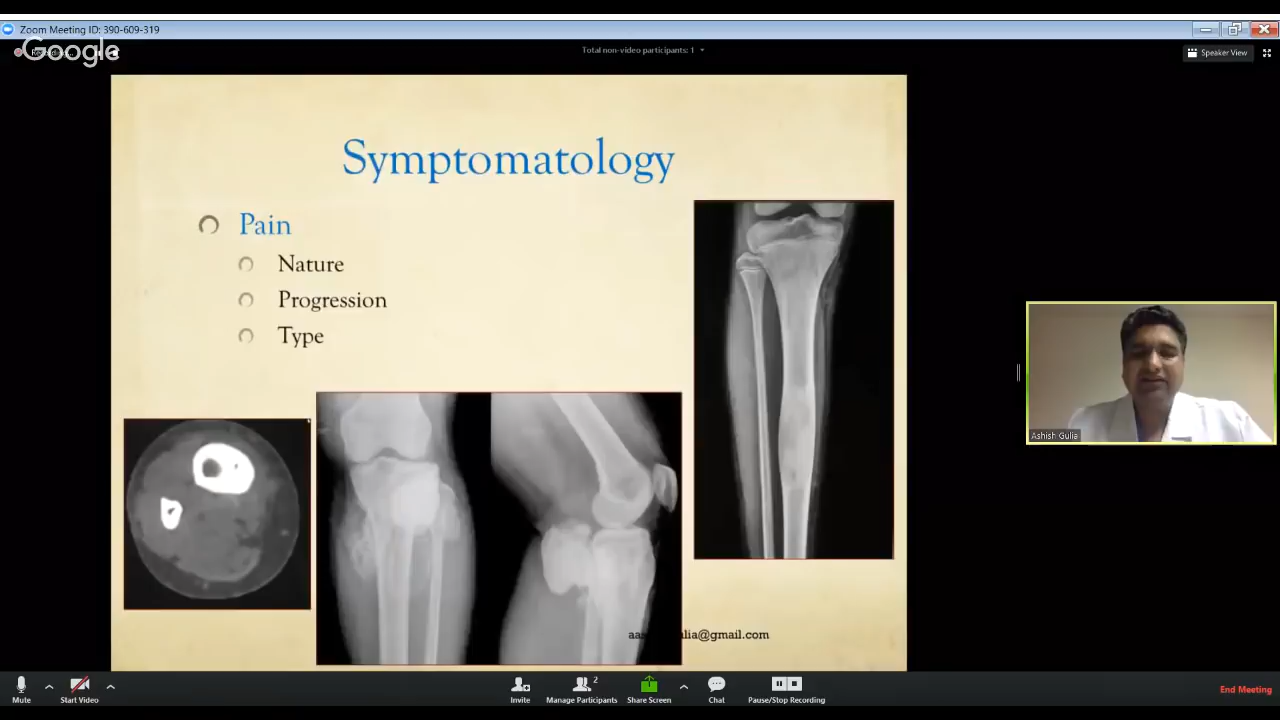 Zoom Meeting ID: 390-609-319
Google
Total non-video participants: 1
Speaker View
Symptomatology
Pain
Nature
Progression
Type
Ashish Gulia
@gmail.com
Mute
Start Video
Invite
2
Manage Participants
Share Screen
Chat
Pause/Stop Recording
End Meeting